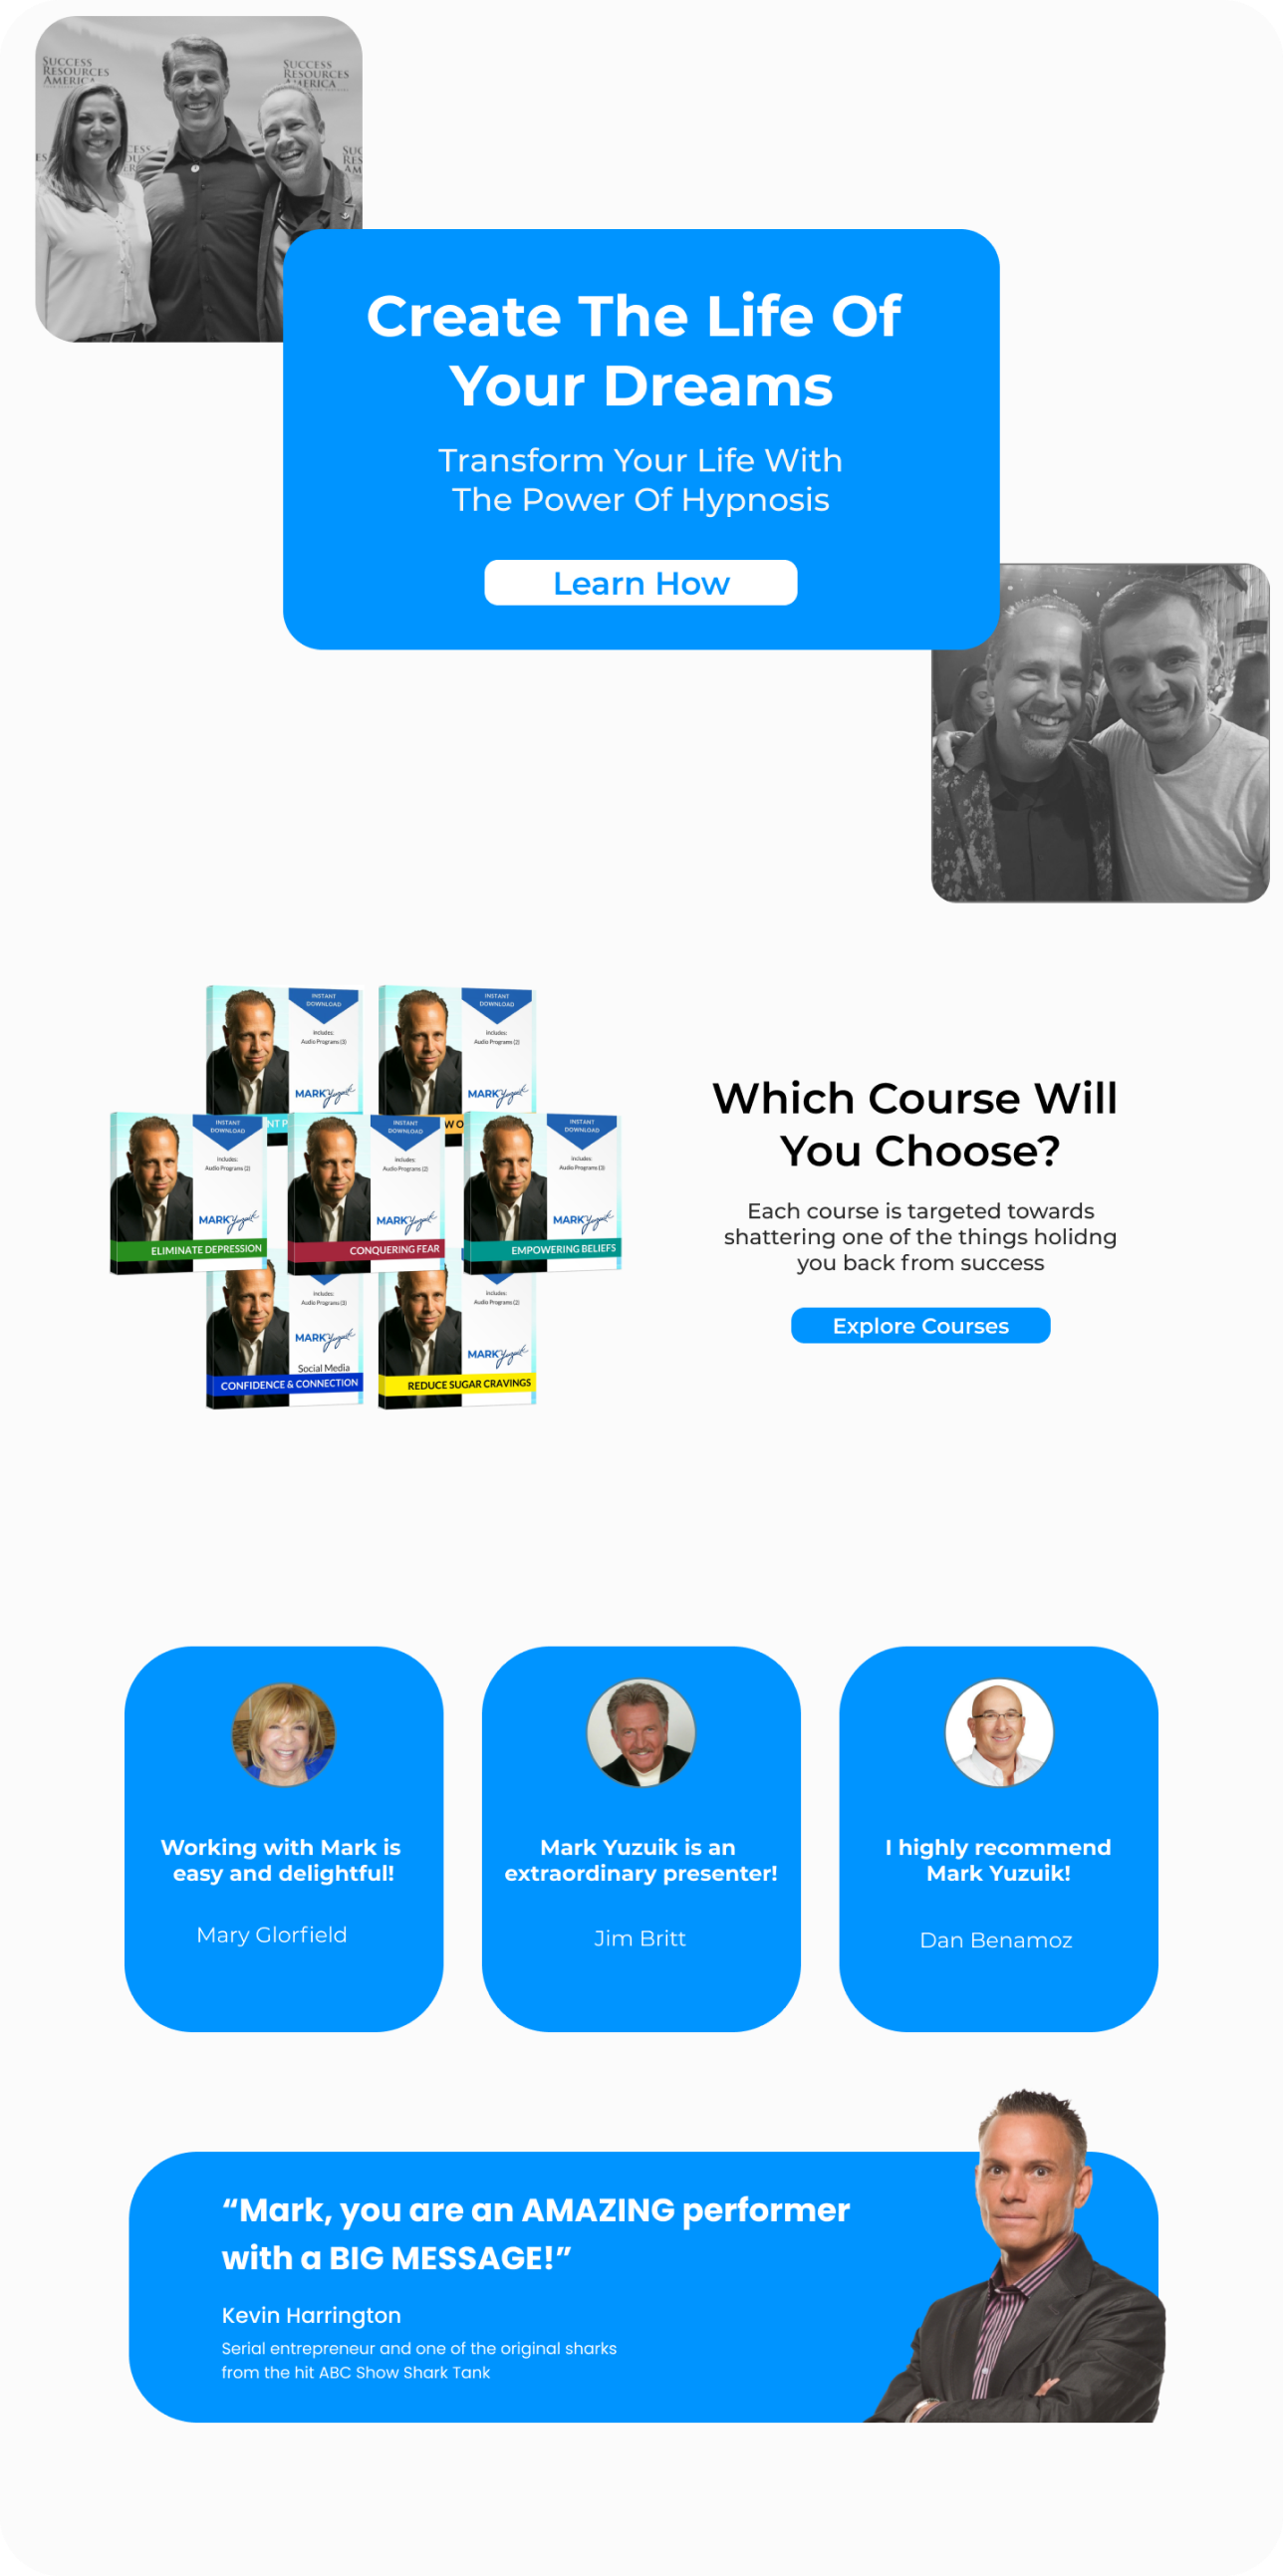 SUCCESS
RESOURCES
AMERICA
SUCCESS
RESOURCES
AMERICA
Create The Life Of
Your Dreams
Transform Your Life With
The Power Of Hypnosis
Learn How
INSTANT
DOWNLOAD
includes:
Audio Programs (3)
MARK Yuzuik
INSTANT
DOWNLOAD
includes:
Audio Programs (2)
MARK Yuzuik
INSTANT
DOWNLOAD
includes:
Audio Programs (2)
MARK Yuzuik
ELIMINATE DEPRESSION
INSTANT
DOWNLOAD
includes:
Audio Programs (2)
MARK Yuzuik
CONQUERING FEAR
INSTANT
DOWNLOAD
includes:
Audio Programs (3)
MARK Yuzuik
EMPOWERING BELIEFS
includes:
Audio Programs (3)
MARK Yuzuik
Social Media
CONFIDENCE & CONNECTION
includes:
Audio Programs (2)
MARK Yuzuik
REDUCE SUGAR CRAVINGS
Which Course Will
You Choose?
Each course is targeted towards
shattering one of the things holidng
you back from success
Explore Courses
Working with Mark is
easy and delightful!
Mary Glorfield
Mark Yuzuik is an
extraordinary presenter!
Jim Britt
I highly recommend
Mark Yuzuik!
Dan Benamoz
“Mark, you are an AMAZING performer
with a BIG MESSAGE!”
Kevin Harrington
Serial entrepreneur and one of the original sharks
from the hit ABC Show Shark Tank